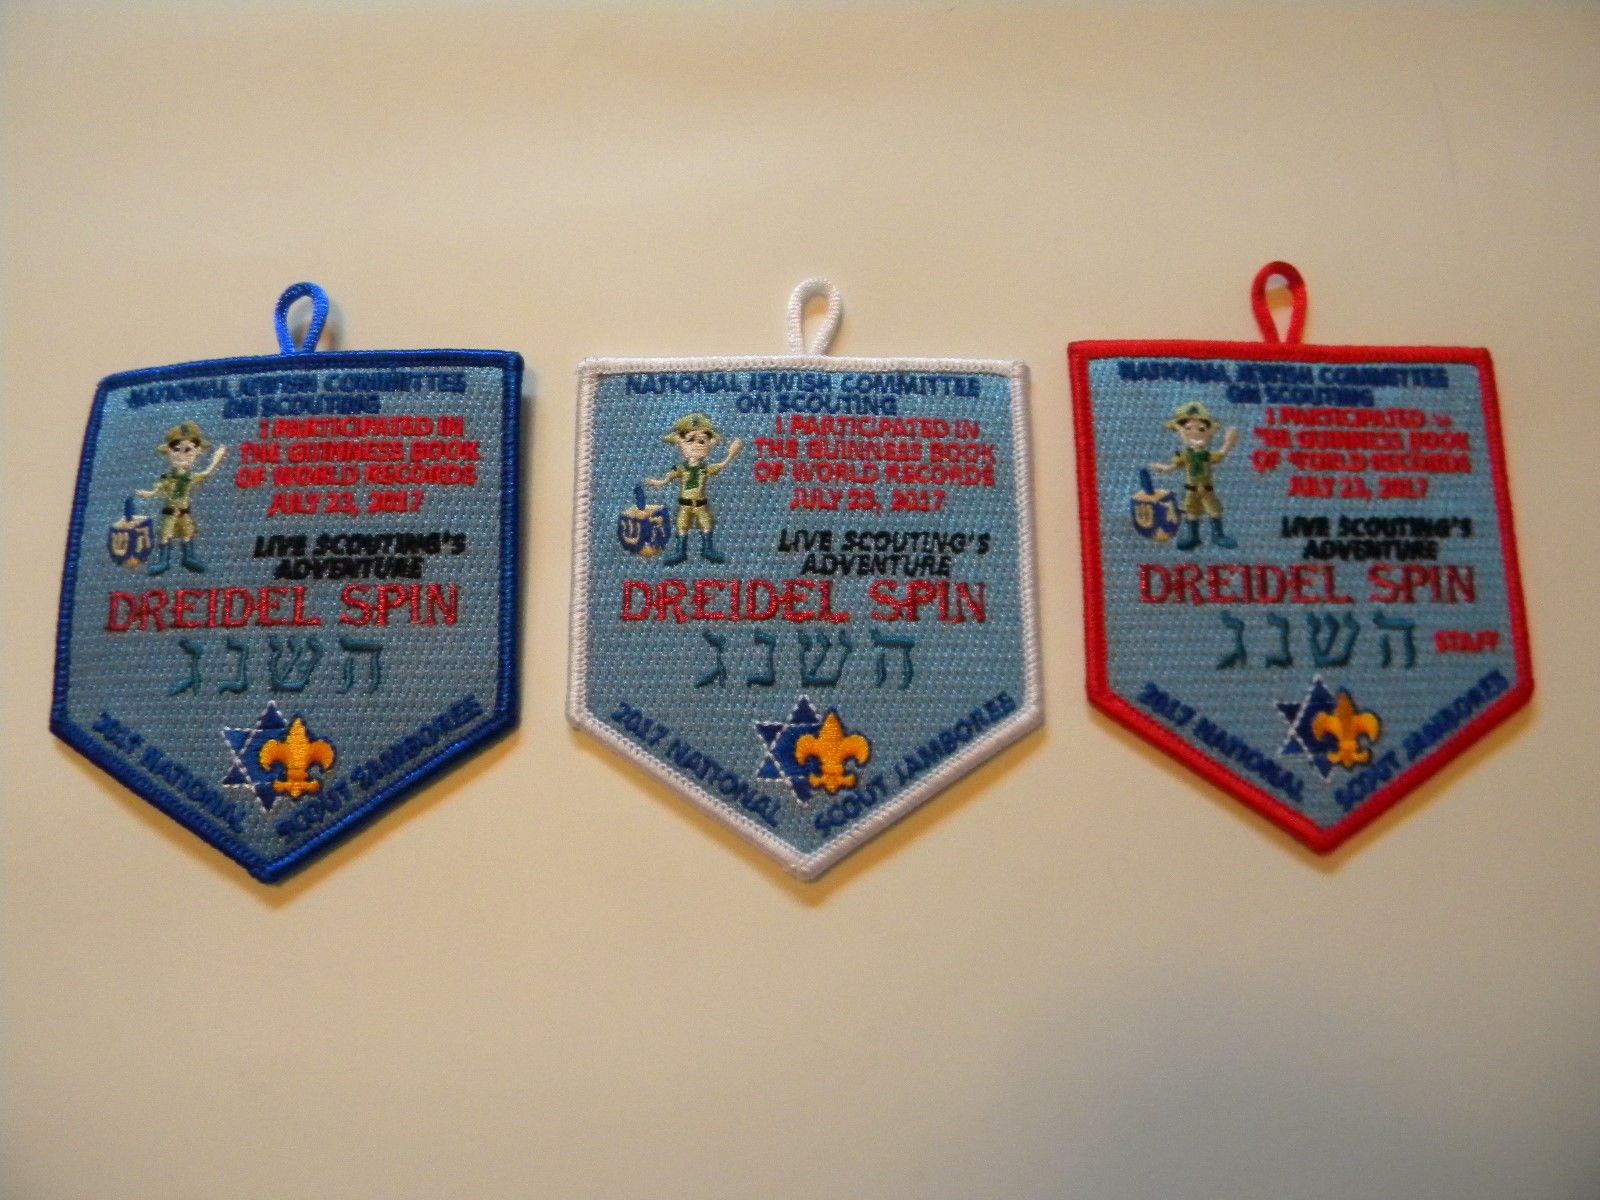 NATIONAL JEWISH COMMITTEE
ON SCOUTING
I PARTICIPATED IN
THE GUINNESS BOOK
OF WORLD RECORDS
JULY 23, 2017
ה ש
LIVE SCOUTING'S
ADVENTURE
DREIDEL SPIN
השנג
2017 NATIONAL
SCOUT JAMBOREE
NATIONAL JEWISH COMMITTEE
ON SCOUTING
I PARTICIPATED IN
THE GUINNESS BOOK
OF WORLD RECORDS
JULY 23, 2017
ה ש
LIVE SCOUTING'S
ADVENTURE
DREIDEL SPIN
השנג
2017 NATIONAL
SCOUT JAMBOREE
NATIONAL JEWISH COMMITTEE
ON SCOUTING
I PARTICIPATED IN
THE GUINNESS BOOK
OF WORLD RECORDS
JULY 23, 2017
ה ש
LIVE SCOUTING'S
ADVENTURE
DREIDEL SPIN
השנג
STAFF
2017 NATIONAL
SCOUT JAMBOREE